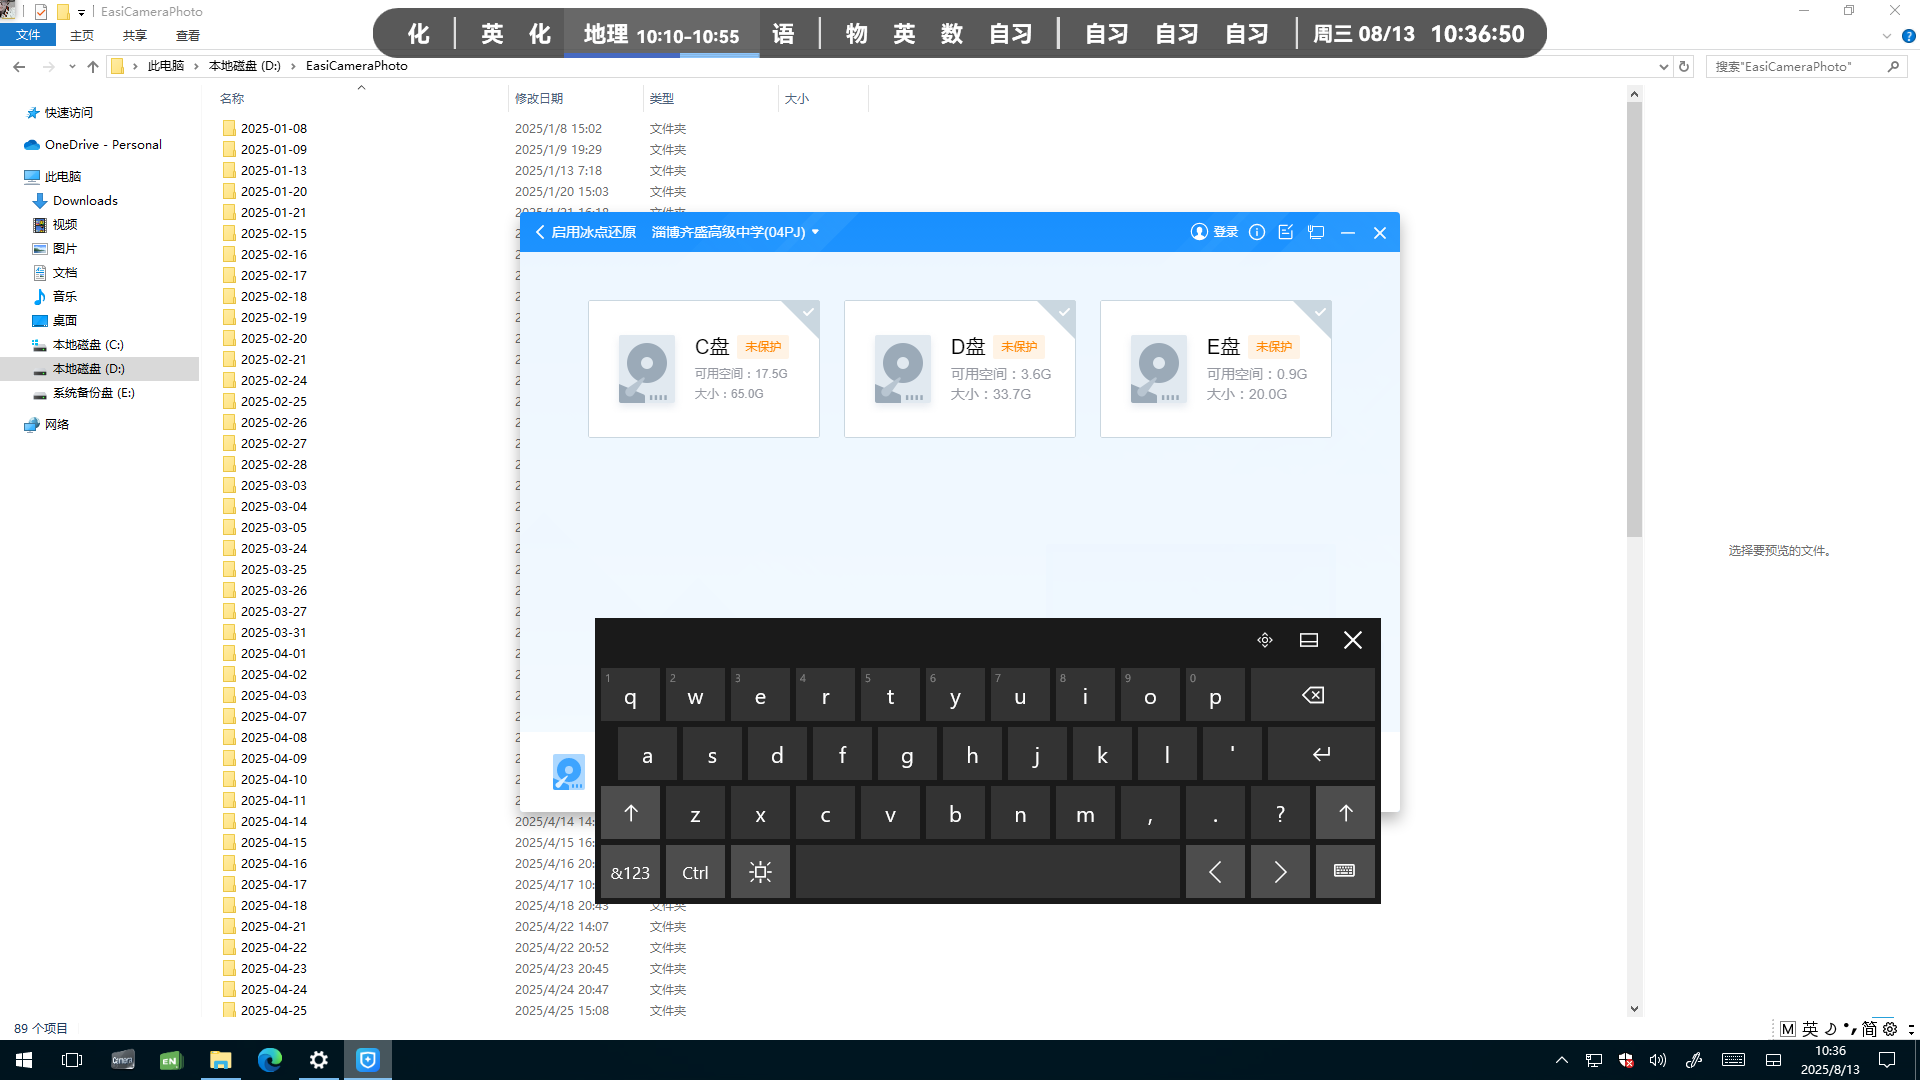 EasiCameraPhoto
化 英 化 地理 10:10-10:55 语 物 英 数 自习 自习 自习 自习 周三 08/13 10:36:50
文件 主页 共享 查看
此电脑 本地磁盘 (D:) EasiCameraPhoto
搜索"EasiCameraPhoto"
名称 修改日期 类型 大小
快速访问
OneDrive - Personal
此电脑
Downloads
视频
图片
文档
音乐
桌面
本地磁盘 (C:)
本地磁盘 (D:)
系统备份盘 (E:)
网络
2025-01-08 2025/1/8 15:02 文件夹
2025-01-09 2025/1/9 19:29 文件夹
2025-01-13 2025/1/13 7:18 文件夹
2025-01-20 2025/1/20 15:03 文件夹
2025-01-21
2025-02-15
2025-02-16
2025-02-17
2025-02-18
2025-02-19
2025-02-20
2025-02-21
2025-02-24
2025-02-25
2025-02-26
2025-02-27
2025-02-28
2025-03-03
2025-03-04
2025-03-05
2025-03-24
2025-03-25
2025-03-26
2025-03-27
2025-03-31
2025-04-01
2025-04-02
2025-04-03
2025-04-07
2025-04-08
2025-04-09
2025-04-10
2025-04-11
2025-04-14 2025/4/14 14:
2025-04-15 2025/4/15 16:
2025-04-16 2025/4/16 20:
2025-04-17 2025/4/17 10:
2025-04-18 2025/4/18 20:43 文件夹
2025-04-21 2025/4/22 14:07 文件夹
2025-04-22 2025/4/22 20:52 文件夹
2025-04-23 2025/4/23 20:45 文件夹
2025-04-24 2025/4/24 20:47 文件夹
2025-04-25 2025/4/25 15:08 文件夹
启用冰点还原 淄博齐盛高级中学(04PJ) 登录
C盘 未保护
可用空间：17.5G
大小：65.0G
D盘 未保护
可用空间：3.6G
大小：33.7G
E盘 未保护
可用空间：0.9G
大小：20.0G
1 2 3 4 5 6 7 8 9 0
q w e r t y u i o p
a s d f g h j k l '
z x c v b n m , . ?
&123 Ctrl
选择要预览的文件。
89 个项目
M 英 简
EN
10:36
2025/8/13